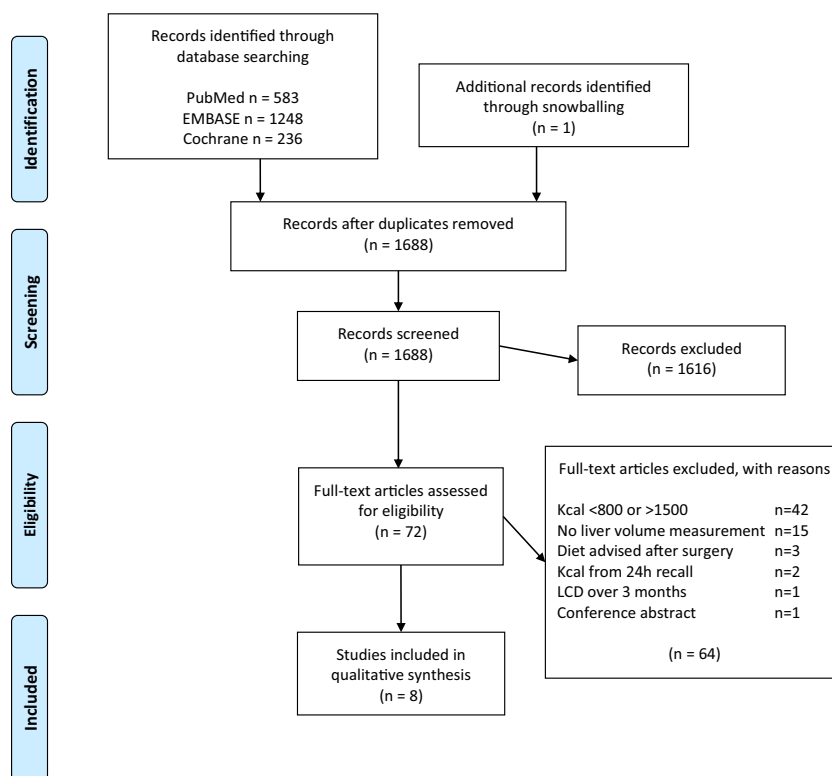 Identification
Records identified through
database searching
PubMed n = 583
EMBASE n = 1248
Cochrane n = 236
Additional records identified
through snowballing
(n = 1)
Records after duplicates removed
(n = 1688)
Screening
Records screened
(n = 1688)
Records excluded
(n = 1616)
Eligibility
Full-text articles assessed
for eligibility
(n = 72)
Full-text articles excluded, with reasons
Kcal <800 or >1500 n=42
No liver volume measurement n=15
Diet advised after surgery n=3
Kcal from 24h recall n=2
LCD over 3 months n=1
Conference abstract n=1
(n = 64)
Included
Studies included in
qualitative synthesis
(n = 8)